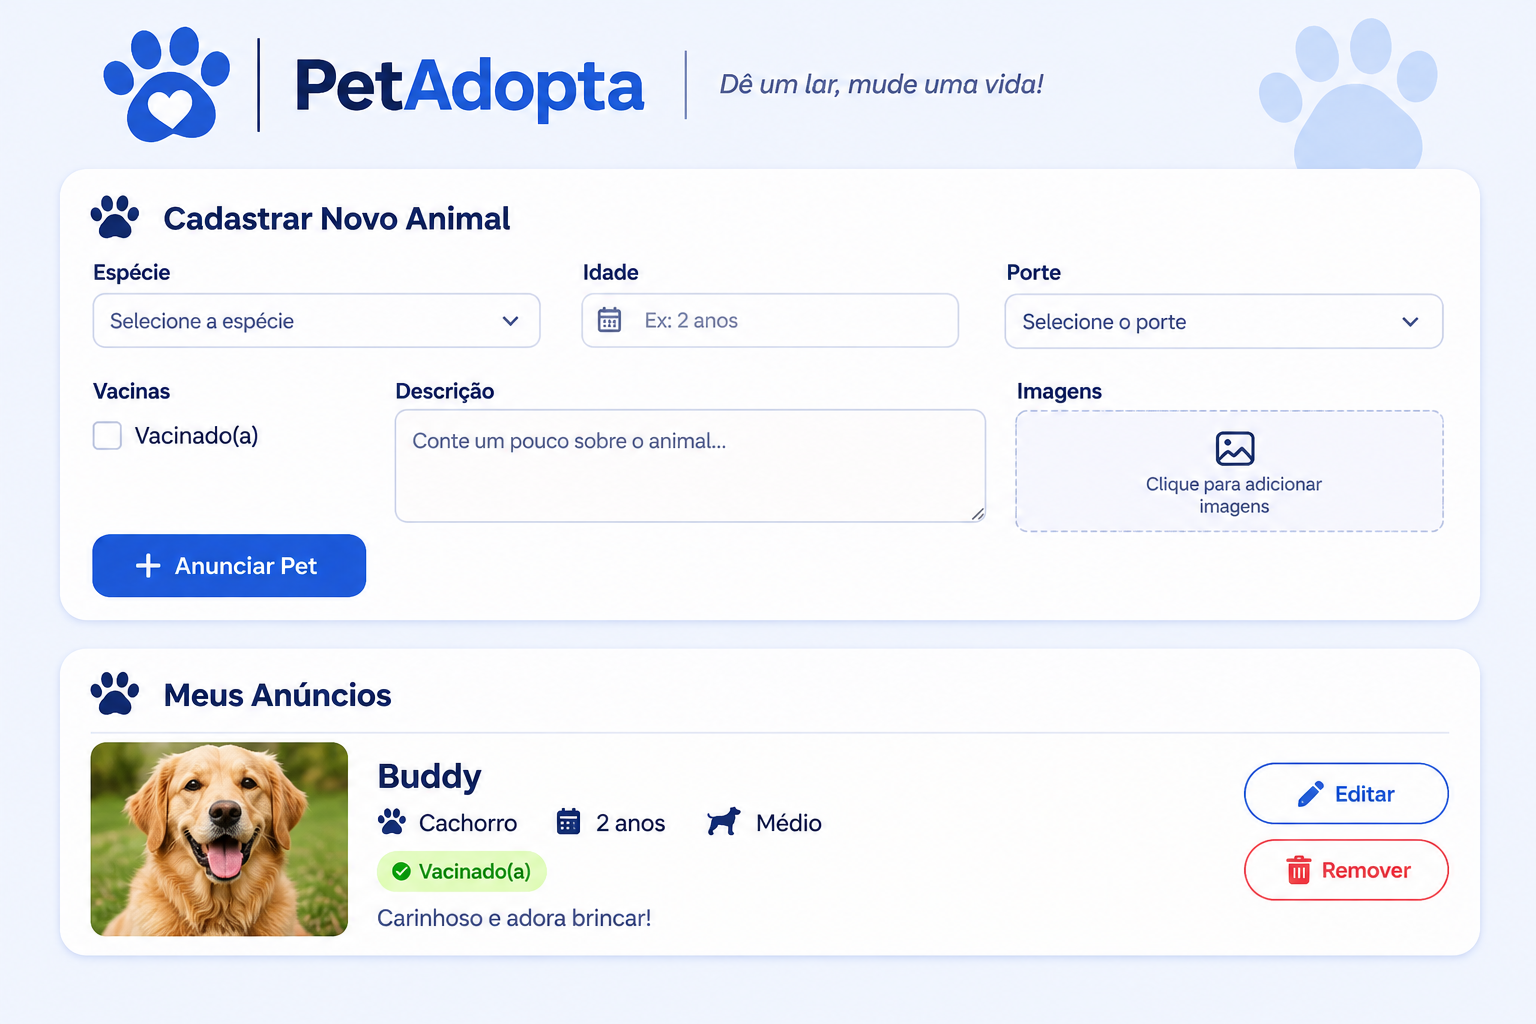 PetAdopta
Dê um lar, mude uma vida!
Cadastrar Novo Animal
Espécie
Selecione a espécie
Idade
Ex: 2 anos
Porte
Selecione o porte
Vacinas
Vacinado(a)
Descrição
Conte um pouco sobre o animal...
Imagens
Clique para adicionar
imagens
Anunciar Pet
Meus Anúncios
Buddy
Cachorro
2 anos
Médio
Vacinado(a)
Carinhoso e adora brincar!
Editar
Remover